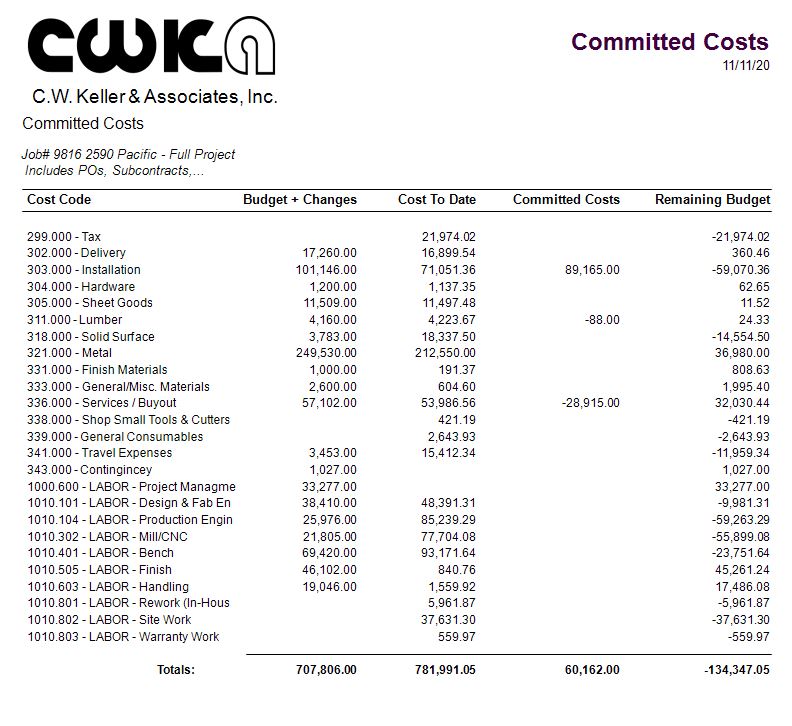 CWKA
Committed Costs
11/11/20
C.W. Keller & Associates, Inc.
Committed Costs
Job# 9816 2590 Pacific - Full Project
Includes POs, Subcontracts,...
Cost Code Budget + Changes Cost To Date Committed Costs Remaining Budget
299.000 - Tax 21,974.02 -21,974.02
302.000 - Delivery 17,260.00 16,899.54 360.46
303.000 - Installation 101,146.00 71,051.36 89,165.00 -59,070.36
304.000 - Hardware 1,200.00 1,137.35 62.65
305.000 - Sheet Goods 11,509.00 11,497.48 11.52
311.000 - Lumber 4,160.00 4,223.67 -88.00 24.33
318.000 - Solid Surface 3,783.00 18,337.50 -14,554.50
321.000 - Metal 249,530.00 212,550.00 36,980.00
331.000 - Finish Materials 1,000.00 191.37 808.63
333.000 - General/Misc. Materials 2,600.00 604.60 1,995.40
336.000 - Services / Buyout 57,102.00 53,986.56 -28,915.00 32,030.44
338.000 - Shop Small Tools & Cutters 421.19 -421.19
339.000 - General Consumables 2,643.93 -2,643.93
341.000 - Travel Expenses 3,453.00 15,412.34 -11,959.34
343.000 - Contingincey 1,027.00 1,027.00
1000.600 - LABOR - Project Managme 33,277.00 33,277.00
1010.101 - LABOR - Design & Fab En 38,410.00 48,391.31 -9,981.31
1010.104 - LABOR - Production Engin 25,976.00 85,239.29 -59,263.29
1010.302 - LABOR - Mill/CNC 21,805.00 77,704.08 -55,899.08
1010.401 - LABOR - Bench 69,420.00 93,171.64 -23,751.64
1010.505 - LABOR - Finish 46,102.00 840.76 45,261.24
1010.603 - LABOR - Handling 19,046.00 1,559.92 17,486.08
1010.801 - LABOR - Rework (In-Hous 5,961.87 -5,961.87
1010.802 - LABOR - Site Work 37,631.30 -37,631.30
1010.803 - LABOR - Warranty Work 559.97 -559.97
Totals: 707,806.00 781,991.05 60,162.00 -134,347.05